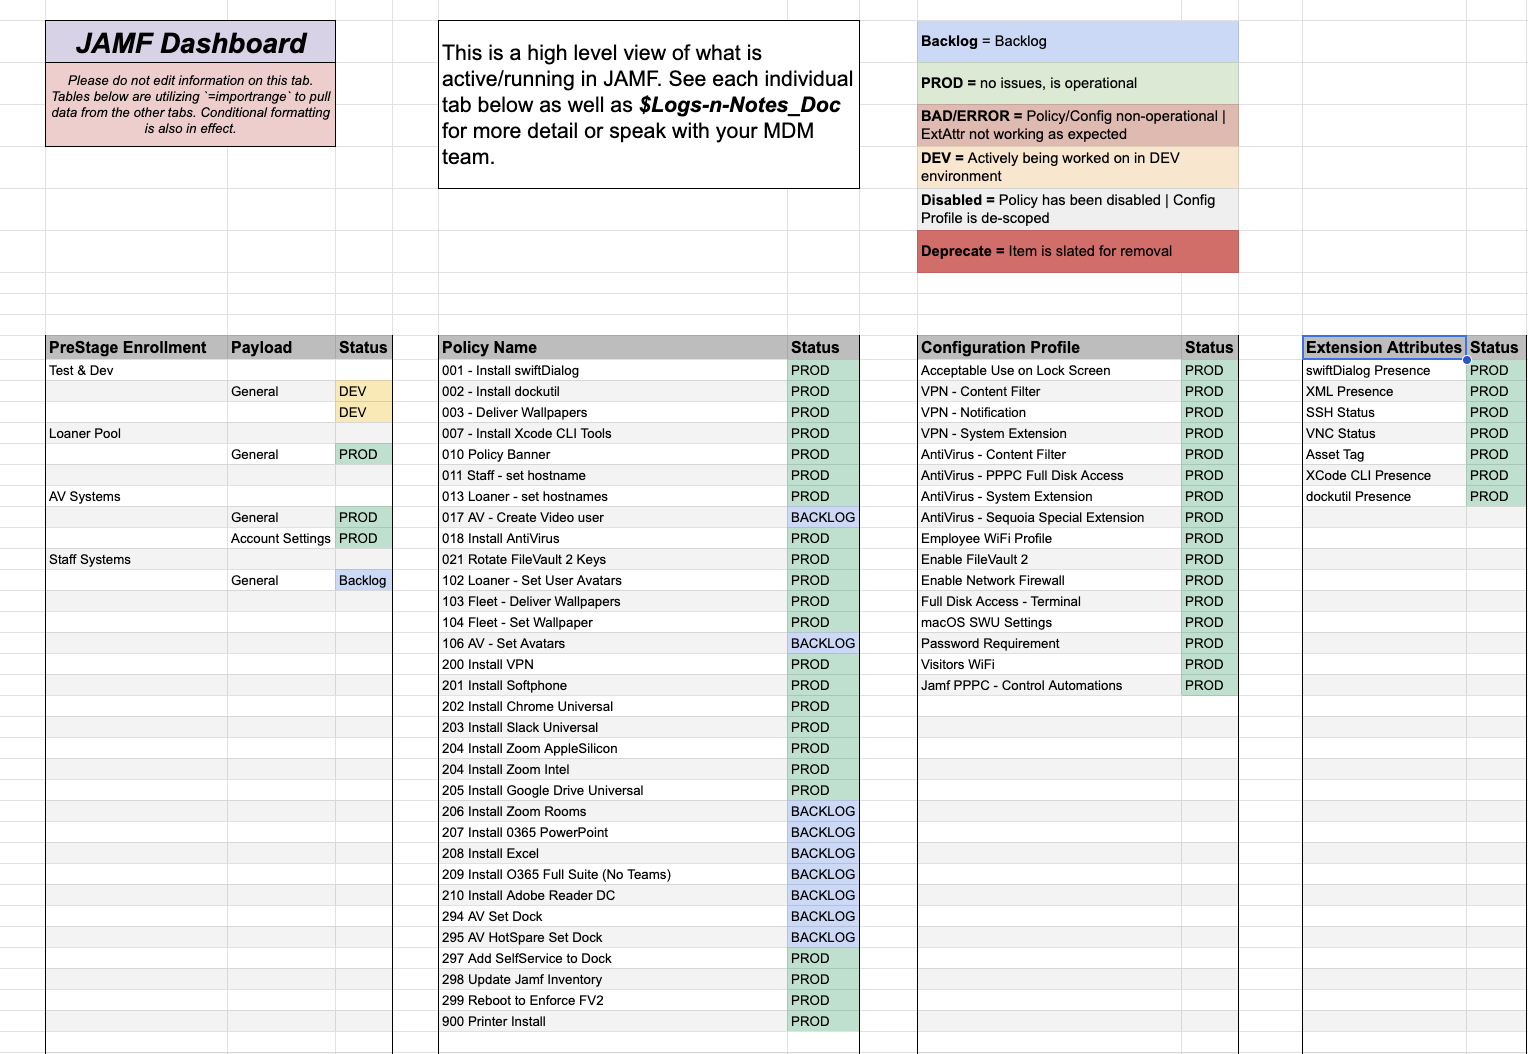 JAMF Dashboard
Please do not edit information on this tab.
Tables below are utilizing `=importrange` to pull
data from the other tabs. Conditional formatting
is also in effect.
This is a high level view of what is
active/running in JAMF. See each individual
tab below as well as $Logs-n-Notes_Doc
for more detail or speak with your MDM
team.
Backlog = Backlog
PROD = no issues, is operational
BAD/ERROR = Policy/Config non-operational |
ExtAttr not working as expected
DEV = Actively being worked on in DEV
environment
Disabled = Policy has been disabled | Config
Profile is de-scoped
Deprecate = Item is slated for removal
PreStage Enrollment Payload Status
Test & Dev
General DEV
DEV
Loaner Pool
General PROD
AV Systems
General PROD
Account Settings PROD
Staff Systems
General Backlog
Policy Name Status
001 - Install swiftDialog PROD
002 - Install dockutil PROD
003 - Deliver Wallpapers PROD
007 - Install Xcode CLI Tools PROD
010 Policy Banner PROD
011 Staff - set hostname PROD
013 Loaner - set hostnames PROD
017 AV - Create Video user BACKLOG
018 Install AntiVirus PROD
021 Rotate FileVault 2 Keys PROD
102 Loaner - Set User Avatars PROD
103 Fleet - Deliver Wallpapers PROD
104 Fleet - Set Wallpaper PROD
106 AV - Set Avatars BACKLOG
200 Install VPN PROD
201 Install Softphone PROD
202 Install Chrome Universal PROD
203 Install Slack Universal PROD
204 Install Zoom AppleSilicon PROD
204 Install Zoom Intel PROD
205 Install Google Drive Universal PROD
206 Install Zoom Rooms BACKLOG
207 Install 0365 PowerPoint BACKLOG
208 Install Excel BACKLOG
209 Install O365 Full Suite (No Teams) BACKLOG
210 Install Adobe Reader DC BACKLOG
294 AV Set Dock BACKLOG
295 AV HotSpare Set Dock BACKLOG
297 Add SelfService to Dock PROD
298 Update Jamf Inventory PROD
299 Reboot to Enforce FV2 PROD
900 Printer Install PROD
Configuration Profile Status
Acceptable Use on Lock Screen PROD
VPN - Content Filter PROD
VPN - Notification PROD
VPN - System Extension PROD
AntiVirus - Content Filter PROD
AntiVirus - PPPC Full Disk Access PROD
AntiVirus - System Extension PROD
AntiVirus - Sequoia Special Extension PROD
Employee WiFi Profile PROD
Enable FileVault 2 PROD
Enable Network Firewall PROD
Full Disk Access - Terminal PROD
macOS SWU Settings PROD
Password Requirement PROD
Visitors WiFi PROD
Jamf PPPC - Control Automations PROD
Extension Attributes Status
swiftDialog Presence PROD
XML Presence PROD
SSH Status PROD
VNC Status PROD
Asset Tag PROD
XCode CLI Presence PROD
dockutil Presence PROD